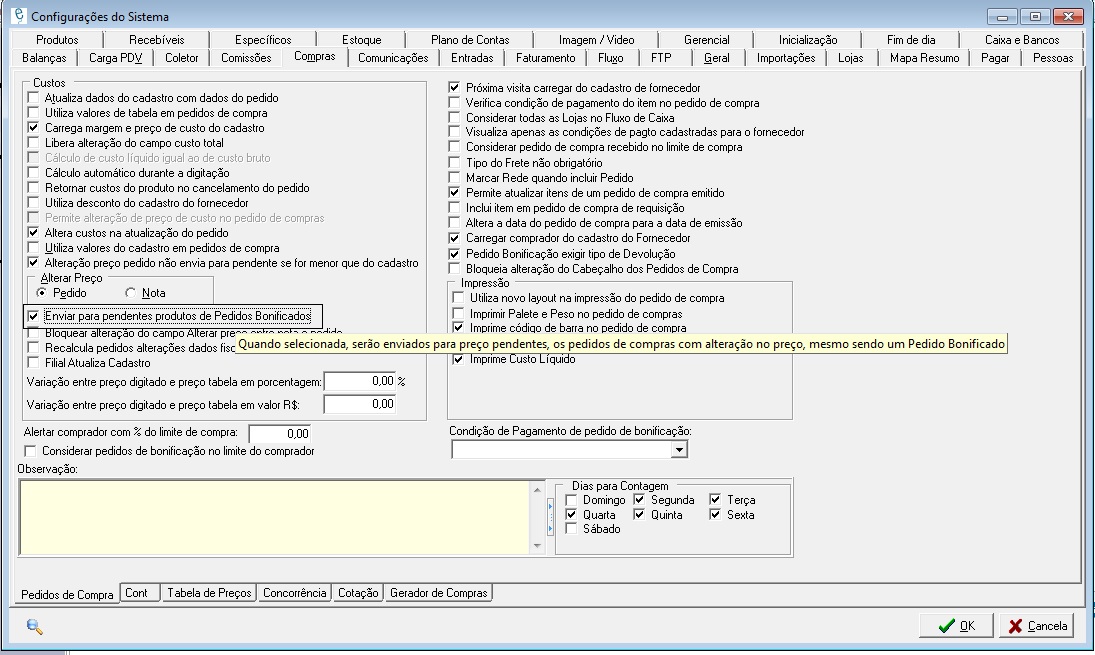 Configurações do Sistema
Produtos Recebíveis Específicos Estoque Plano de Contas Imagem / Video Gerencial Inicialização Fim de dia Caixa e Bancos
Balanças Carga PDV Coletor Comissões Compras Comunicações Entradas Faturamento Fluxo FTP Geral Importações Lojas Mapa Resumo Pagar Pessoas
Custos
Atualiza dados do cadastro com dados do pedido
Utiliza valores de tabela em pedidos de compra
Carrega margem e preço de custo do cadastro
Libera alteração do campo custo total
Cálculo de custo líquido igual ao de custo bruto
Cálculo automático durante a digitação
Retornar custos do produto no cancelamento do pedido
Utiliza desconto do cadastro do fornecedor
Permite alteração de preço de custo no pedido de compras
Altera custos na atualização do pedido
Utiliza valores do cadastro em pedidos de compra
Alteração preço pedido não envia para pendente se for menor que do cadastro
Alterar Preço
Pedido Nota
Enviar para pendentes produtos de Pedidos Bonificados
Bloquear alteração do campo Alterar preço entre nota e pedido
Recalcula pedidos alterações dados fisc
Filial Atualiza Cadastro
Variação entre preço digitado e preço tabela em porcentagem: 0,00 %
Variação entre preço digitado e preço tabela em valor R$: 0,00
Alertar comprador com % do limite de compra: 0,00
Considerar pedidos de bonificação no limite do comprador
Próxima visita carregar do cadastro de fornecedor
Verifica condição de pagamento do item no pedido de compra
Considerar todas as Lojas no Fluxo de Caixa
Visualiza apenas as condições de pagto cadastradas para o fornecedor
Considerar pedido de compra recebido no limite de compra
Tipo do Frete não obrigatório
Marcar Rede quando incluir Pedido
Permite atualizar itens de um pedido de compra emitido
Inclui item em pedido de compra de requisição
Altera a data do pedido de compra para a data de emissão
Carregar comprador do cadastro do Fornecedor
Pedido Bonificação exigir tipo de Devolução
Bloqueia alteração do Cabeçalho dos Pedidos de Compra
Impressão
Utiliza novo layout na impressão do pedido de compra
Imprimir Palete e Peso no pedido de compras
Imprime código de barra no pedido de compra
Quando selecionada, serão enviados para preço pendentes, os pedidos de compras com alteração no preço, mesmo sendo um Pedido Bonificado
Imprime Custo Líquido
Condição de Pagamento de pedido de bonificação:
Observação:
Dias para Contagem
Domingo Segunda Terça
Quarta Quinta Sexta
Sábado
Pedidos de Compra Cont Tabela de Preços Concorrência Cotação Gerador de Compras
OK Cancela